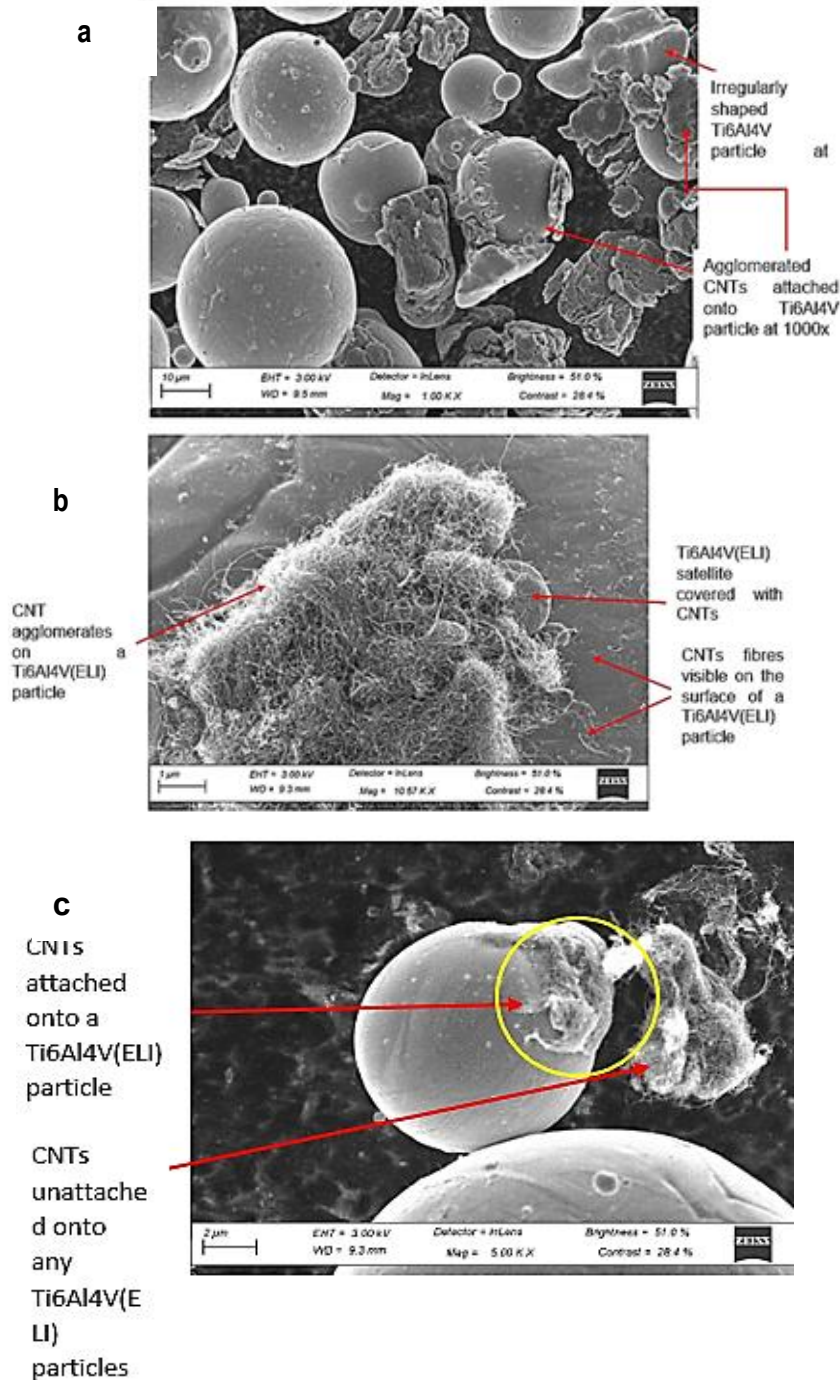 a
Irregularly
shaped
Ti6Al4V
particle at
Agglomerated
CNTs attached
onto Ti6Al4V
particle at 1000x
10 µm
EHT = 3.00 kV
Detector = InLens
Brightness = 51.0 %
WD = 9.5 mm
Mag = 1.00 K X
Contrast = 28.4 %
ZEISS
b
CNT
agglomerates
on a
Ti6Al4V(ELI)
particle
Ti6Al4V(ELI)
satellite
covered with
CNTs
CNTs fibres
visible on the
surface of a
Ti6Al4V(ELI)
particle
1 µm
EHT = 3.00 kV
Detector = InLens
Brightness = 51.0 %
WD = 9.3 mm
Mag = 10.57 K X
Contrast = 28.4 %
ZEISS
c
CNTs
attached
onto a
Ti6Al4V(ELI)
particle
CNTs
unattache
d onto
any
Ti6Al4V(E
LI)
particles
2 µm
EHT = 3.00 kV
Detector = InLens
Brightness = 51.0 %
WD = 9.3 mm
Mag = 5.00 K X
Contrast = 28.4 %
ZEISS